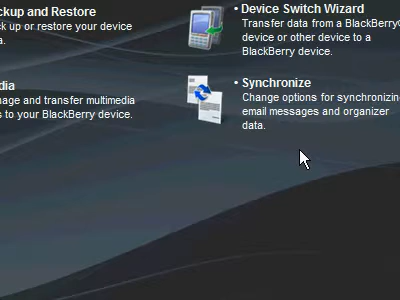 ckup and Restore
ck up or restore your device
a.
• Device Switch Wizard
Transfer data from a BlackBerry®
device or other device to a
BlackBerry device.
dia
nage and transfer multimedia
s to your BlackBerry device.
• Synchronize
Change options for synchronizing
email messages and organizer
data.